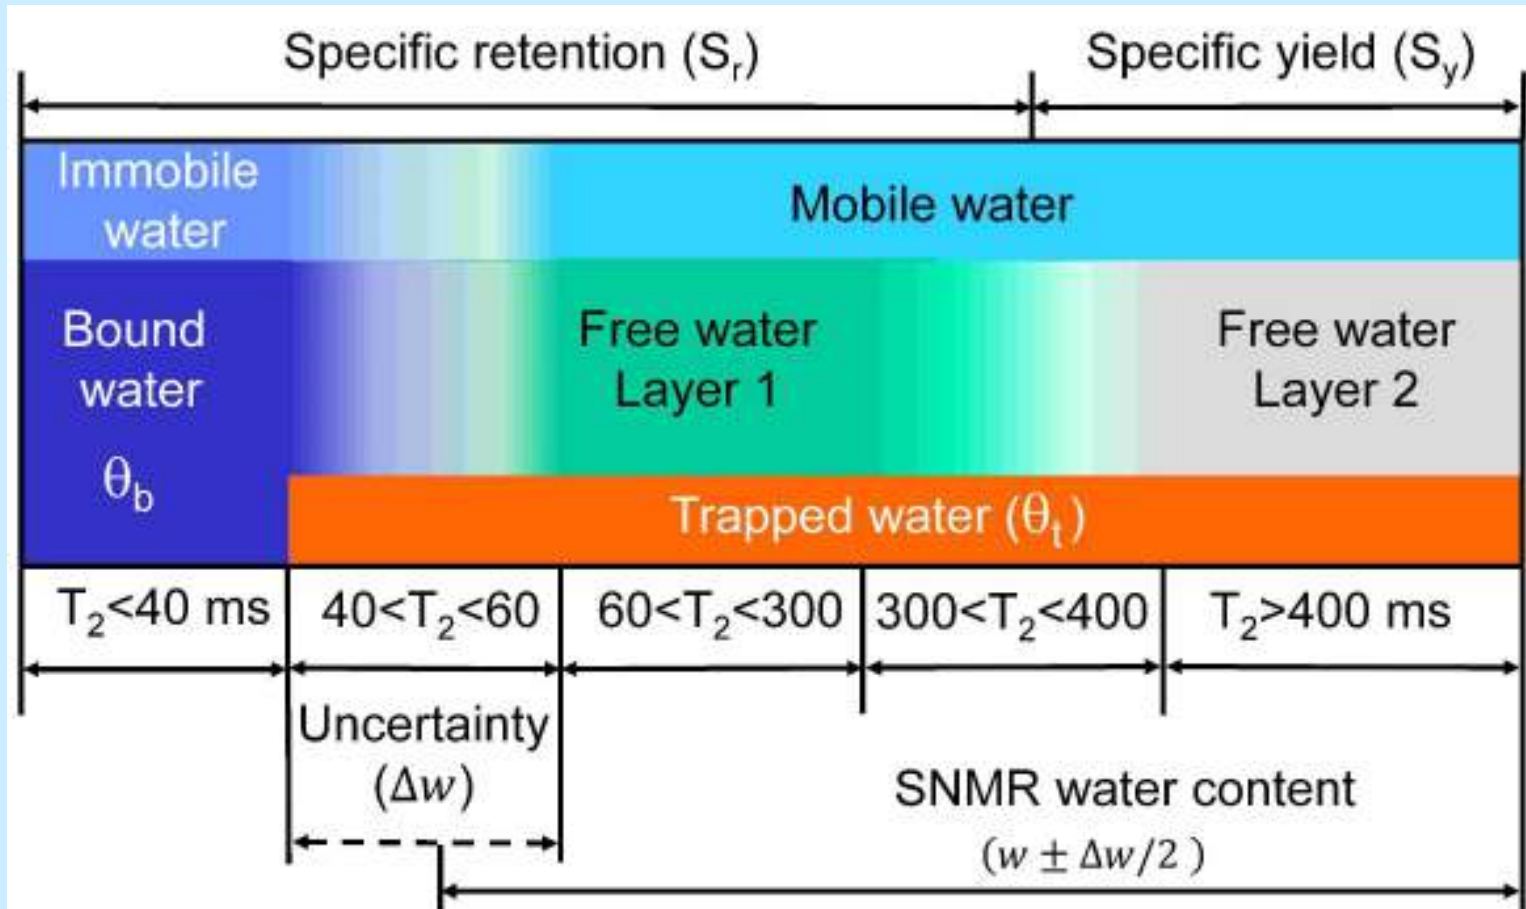 Specific retention (Sᵣ)
Specific yield (Sᵧ)
Immobile
water
Mobile water
Bound
water
θb
Free water
Layer 1
Free water
Layer 2
Trapped water (θₜ)
T₂<40 ms
40<T₂<60
60<T₂<300
300<T₂<400
T₂>400 ms
Uncertainty
(Δw)
SNMR water content
(w ± Δw/2 )